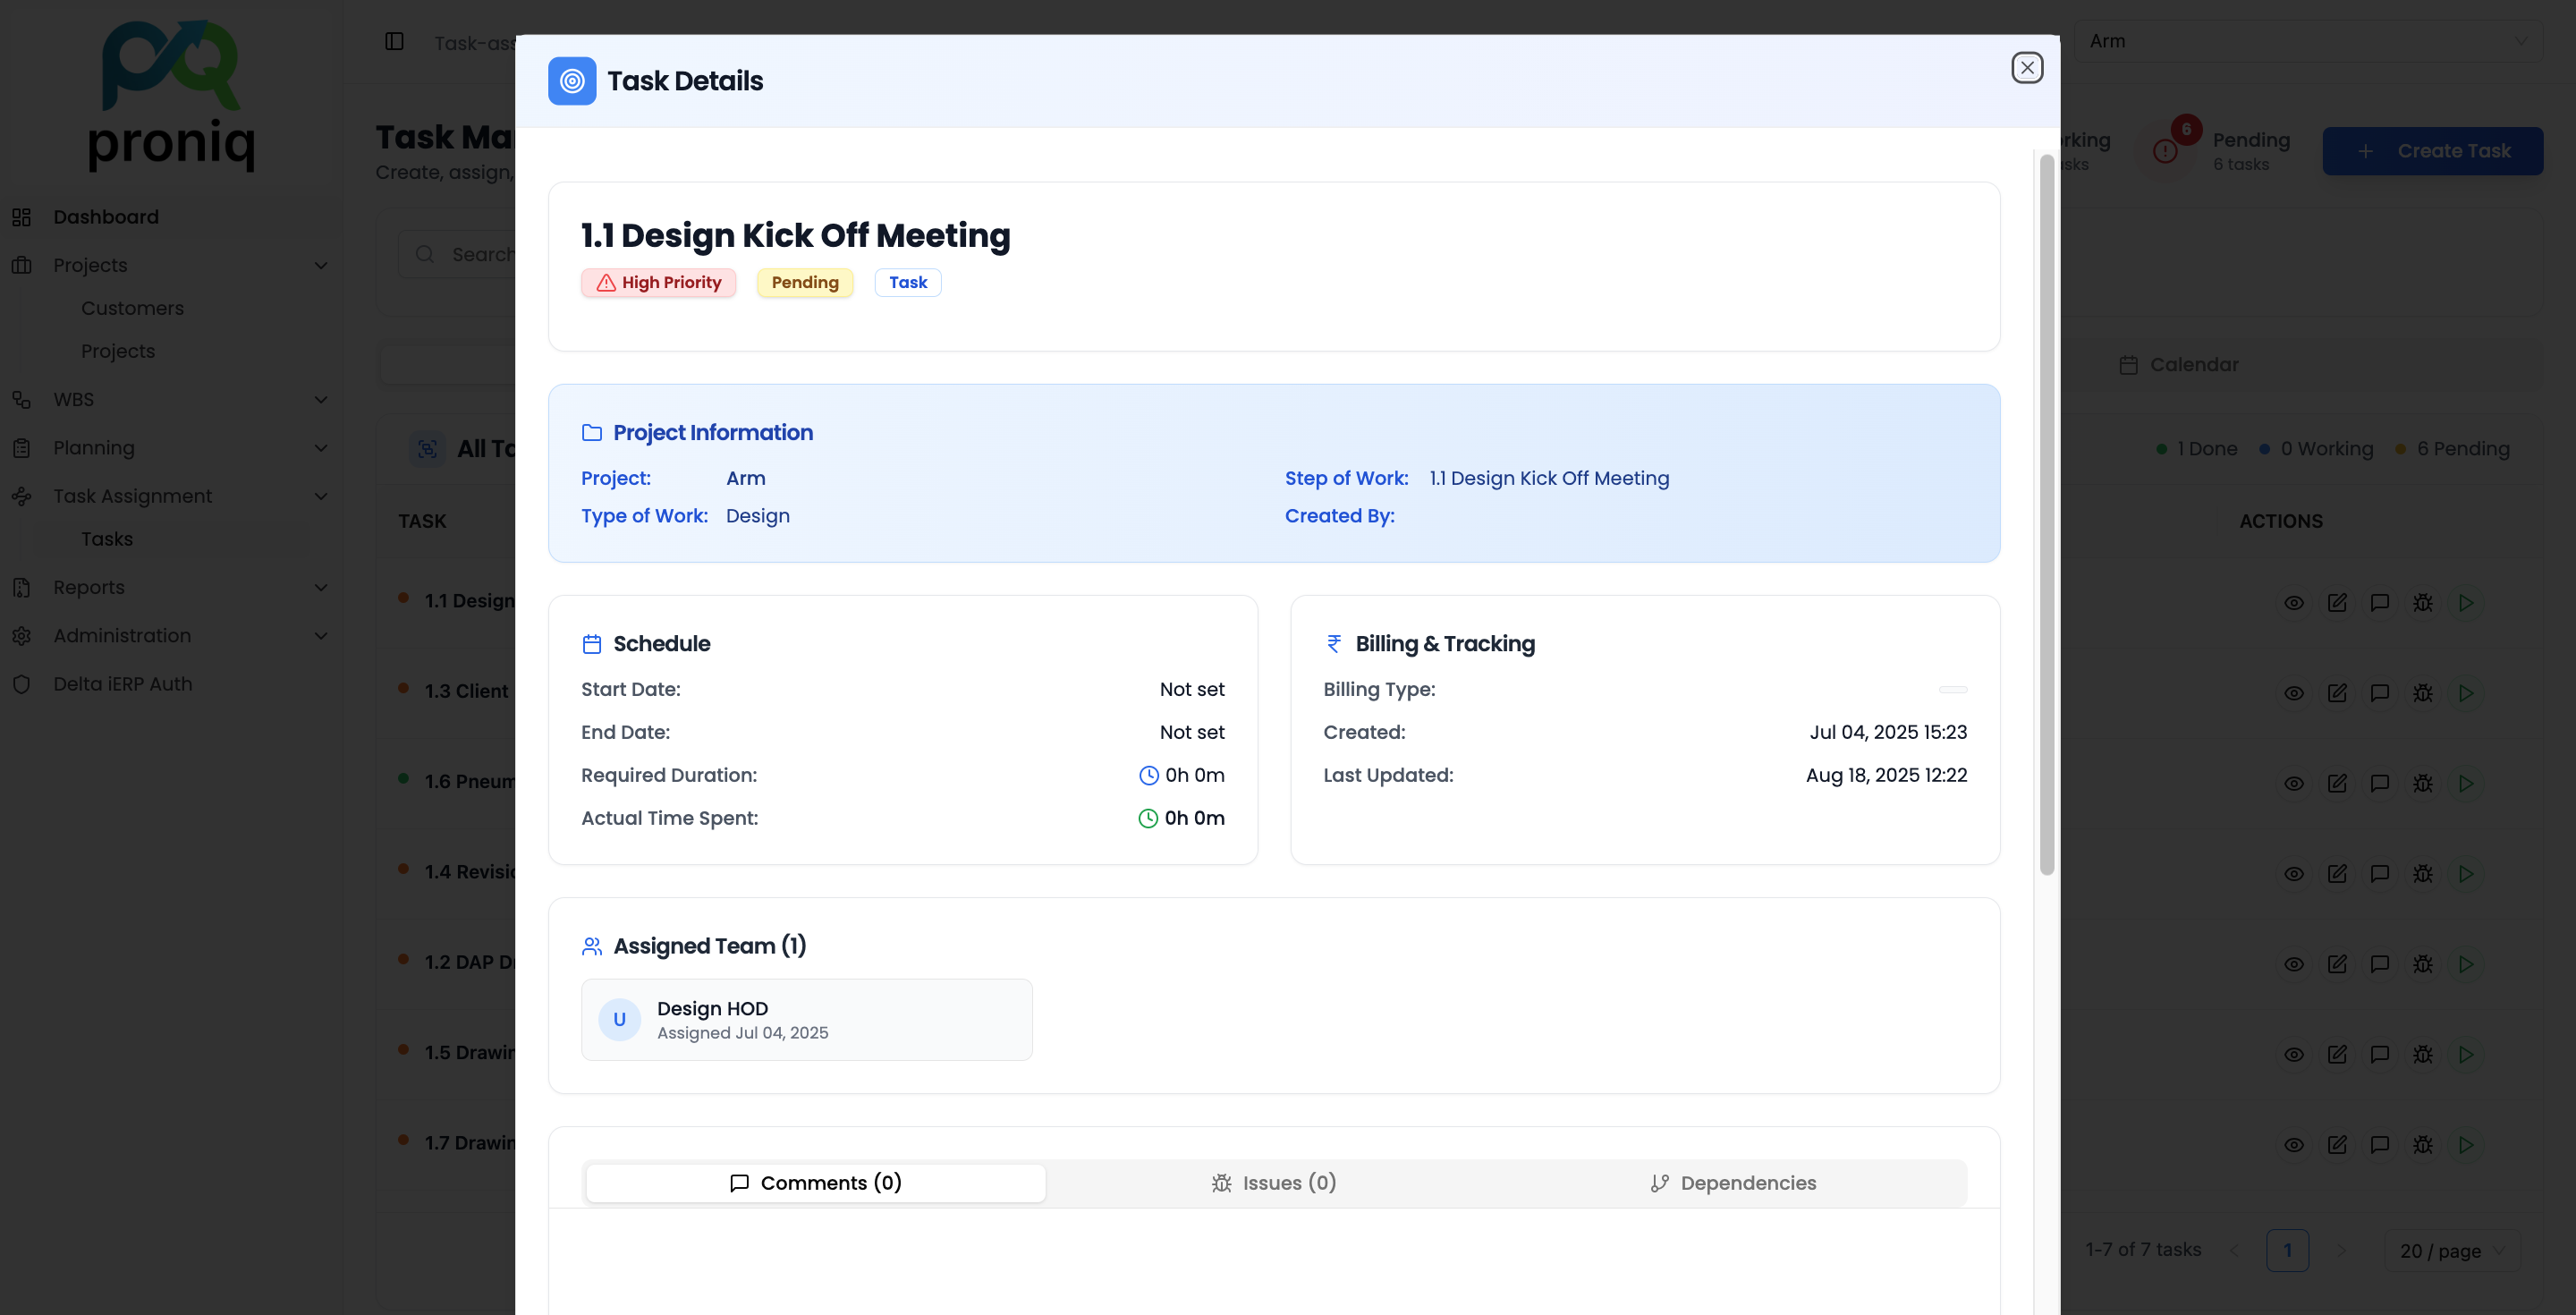 proniq
Dashboard
Projects
Customers
Projects
WBS
Planning
Task Assignment
Tasks
Reports
Administration
Delta iERP Auth
Task-ass
Arm
Task Ma
Create, assign,
rking
sks
6
Pending
6 tasks
+ Create Task
Search
Calendar
All Ta
1 Done
0 Working
6 Pending
TASK
ACTIONS
1.1 Design
1.3 Client
1.6 Pneum
1.4 Revisio
1.2 DAP D
1.5 Drawin
1.7 Drawin
1-7 of 7 tasks
1
20 / page
Task Details
1.1 Design Kick Off Meeting
High Priority
Pending
Task
Project Information
Project: Arm
Step of Work: 1.1 Design Kick Off Meeting
Type of Work: Design
Created By:
Schedule
Start Date: Not set
End Date: Not set
Required Duration: 0h 0m
Actual Time Spent: 0h 0m
Billing & Tracking
Billing Type:
Created: Jul 04, 2025 15:23
Last Updated: Aug 18, 2025 12:22
Assigned Team (1)
U
Design HOD
Assigned Jul 04, 2025
Comments (0)
Issues (0)
Dependencies